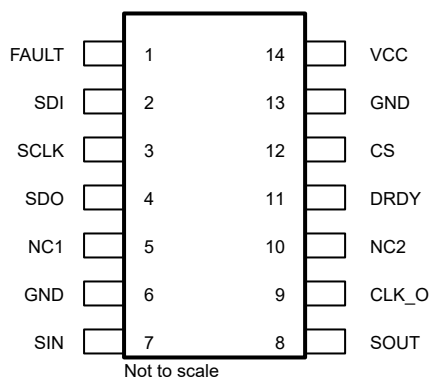 FAULT 1 14 VCC
SDI 2 13 GND
SCLK 3 12 CS
SDO 4 11 DRDY
NC1 5 10 NC2
GND 6 9 CLK_O
SIN 7 8 SOUT
Not to scale